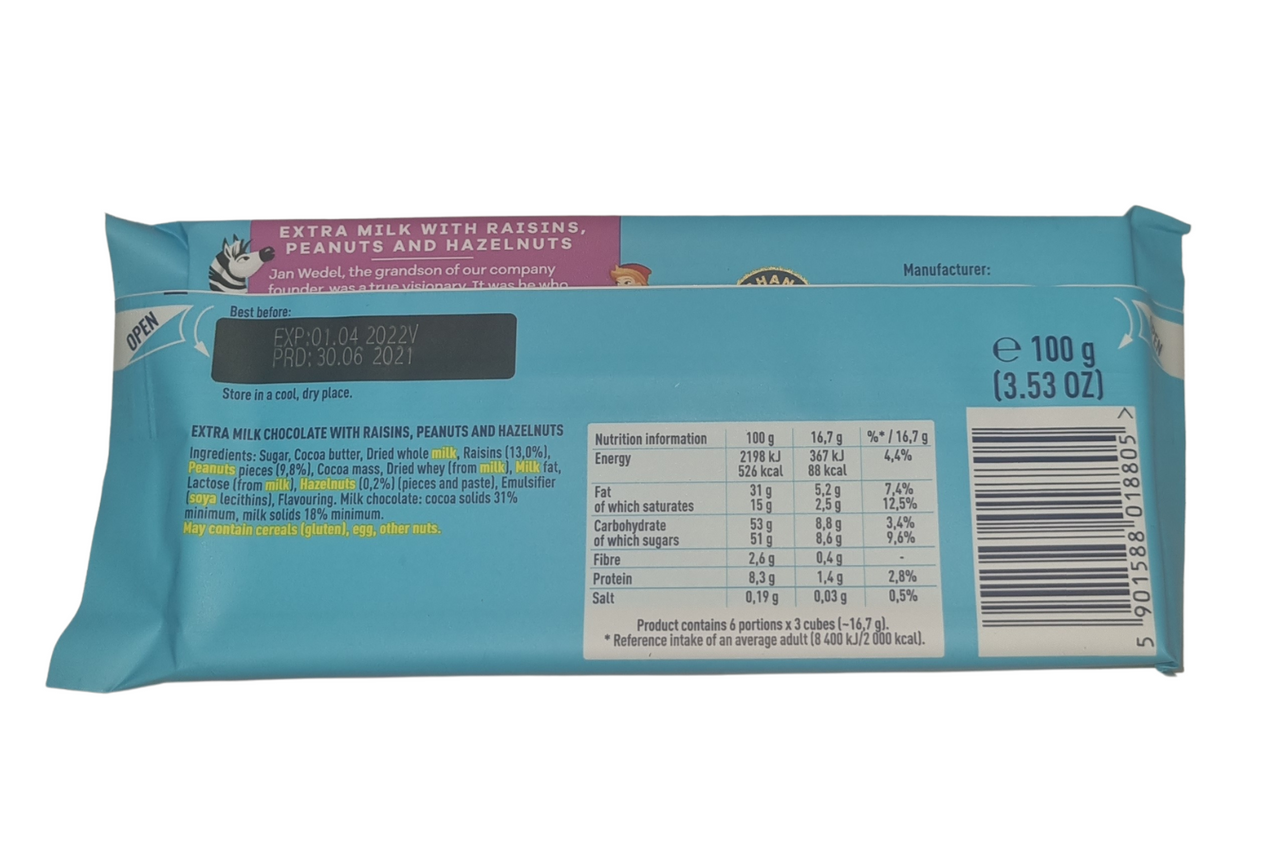 EXTRA MILK WITH RAISINS,
PEANUTS AND HAZELNUTS
Jan Wedel, the grandson of our company
founder was a true visionary. It was he who
HAN
Manufacturer:
OPEN
Best before:
EXP:01.04 2022V
PRD: 30.06 2021
Store in a cool, dry place.
e 100 g
(3.53 OZ)
EXTRA MILK CHOCOLATE WITH RAISINS, PEANUTS AND HAZELNUTS
Ingredients: Sugar, Cocoa butter, Dried whole milk, Raisins (13,0%),
Peanuts pieces (9,8%), Cocoa mass, Dried whey (from milk), Milk fat,
Lactose (from milk), Hazelnuts (0,2%) (pieces and paste), Emulsifier
(soya lecithins), Flavouring. Milk chocolate: cocoa solids 31%
minimum, milk solids 18% minimum.
May contain cereals (gluten), egg, other nuts.
Nutrition information 100 g 16,7 g %* / 16,7 g
Energy 2198 kJ 367 kJ 4,4%
526 kcal 88 kcal
Fat 31 g 5,2 g 7,4%
of which saturates 15 g 2,5 g 12,5%
Carbohydrate 53 g 8,8 g 3,4%
of which sugars 51 g 8,6 g 9,6%
Fibre 2,6 g 0,4 g -
Protein 8,3 g 1,4 g 2,8%
Salt 0,19 g 0,03 g 0,5%
Product contains 6 portions x 3 cubes (~16,7 g).
* Reference intake of an average adult (8 400 kJ/2 000 kcal).
5 901588 018805 >